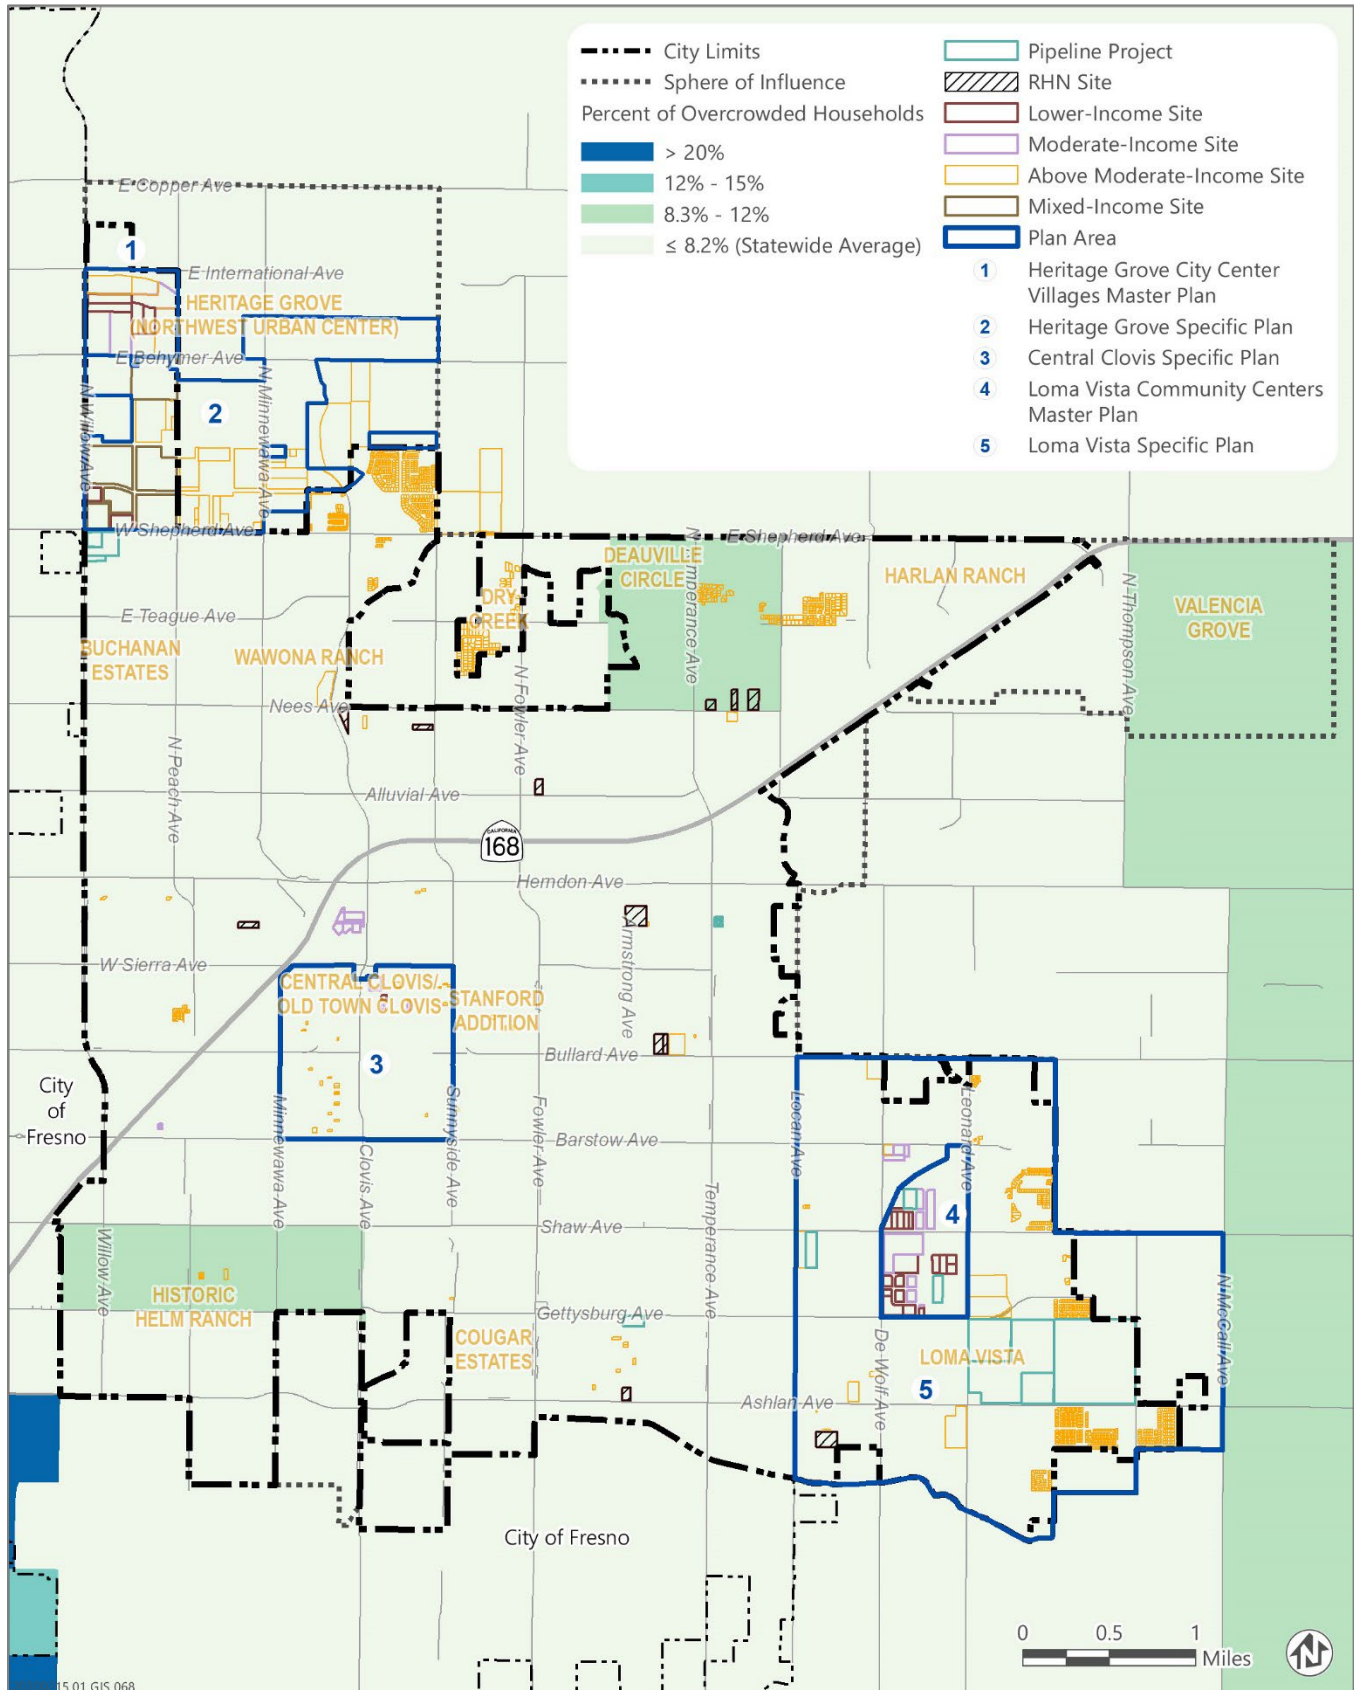 City Limits
Sphere of Influence
Percent of Overcrowded Households
> 20%
12% - 15%
8.3% - 12%
≤ 8.2% (Statewide Average)
Pipeline Project
RHN Site
Lower-Income Site
Moderate-Income Site
Above Moderate-Income Site
Mixed-Income Site
Plan Area
1 Heritage Grove City Center
Villages Master Plan
2 Heritage Grove Specific Plan
3 Central Clovis Specific Plan
4 Loma Vista Community Centers
Master Plan
5 Loma Vista Specific Plan
E Copper Ave
1
E International Ave
HERITAGE GROVE
(NORTHWEST URBAN CENTER)
E Behymer Ave
N Willow Ave
N Minnewawa Ave
2
W Shepherd Ave
E Shepherd Ave
DEAUVILLE
CIRCLE
N Temperance Ave
HARLAN RANCH
N Thompson Ave
VALENCIA
GROVE
DRY
CREEK
E Teague Ave
BUCHANAN
ESTATES
WAWONA RANCH
Nees Ave
N Fowler Ave
N Peach Ave
Alluvial Ave
CALIFORNIA
168
Herndon Ave
Armstrong Ave
W Sierra Ave
CENTRAL CLOVIS/
OLD TOWN CLOVIS
STANFORD
ADDITION
3
Bullard Ave
City
of
Fresno
Minnewawa Ave
Clovis Ave
Sunnyside Ave
Fowler Ave
Barstow Ave
Locan Ave
Leonard Ave
Temperance Ave
Shaw Ave
4
Willow Ave
HISTORIC
HELM RANCH
Gettysburg Ave
COUGAR
ESTATES
De Wolf Ave
LOMA VISTA
N McCall Ave
5
Ashlan Ave
City of Fresno
0 0.5 1
Miles
N
15.01 GIS 068